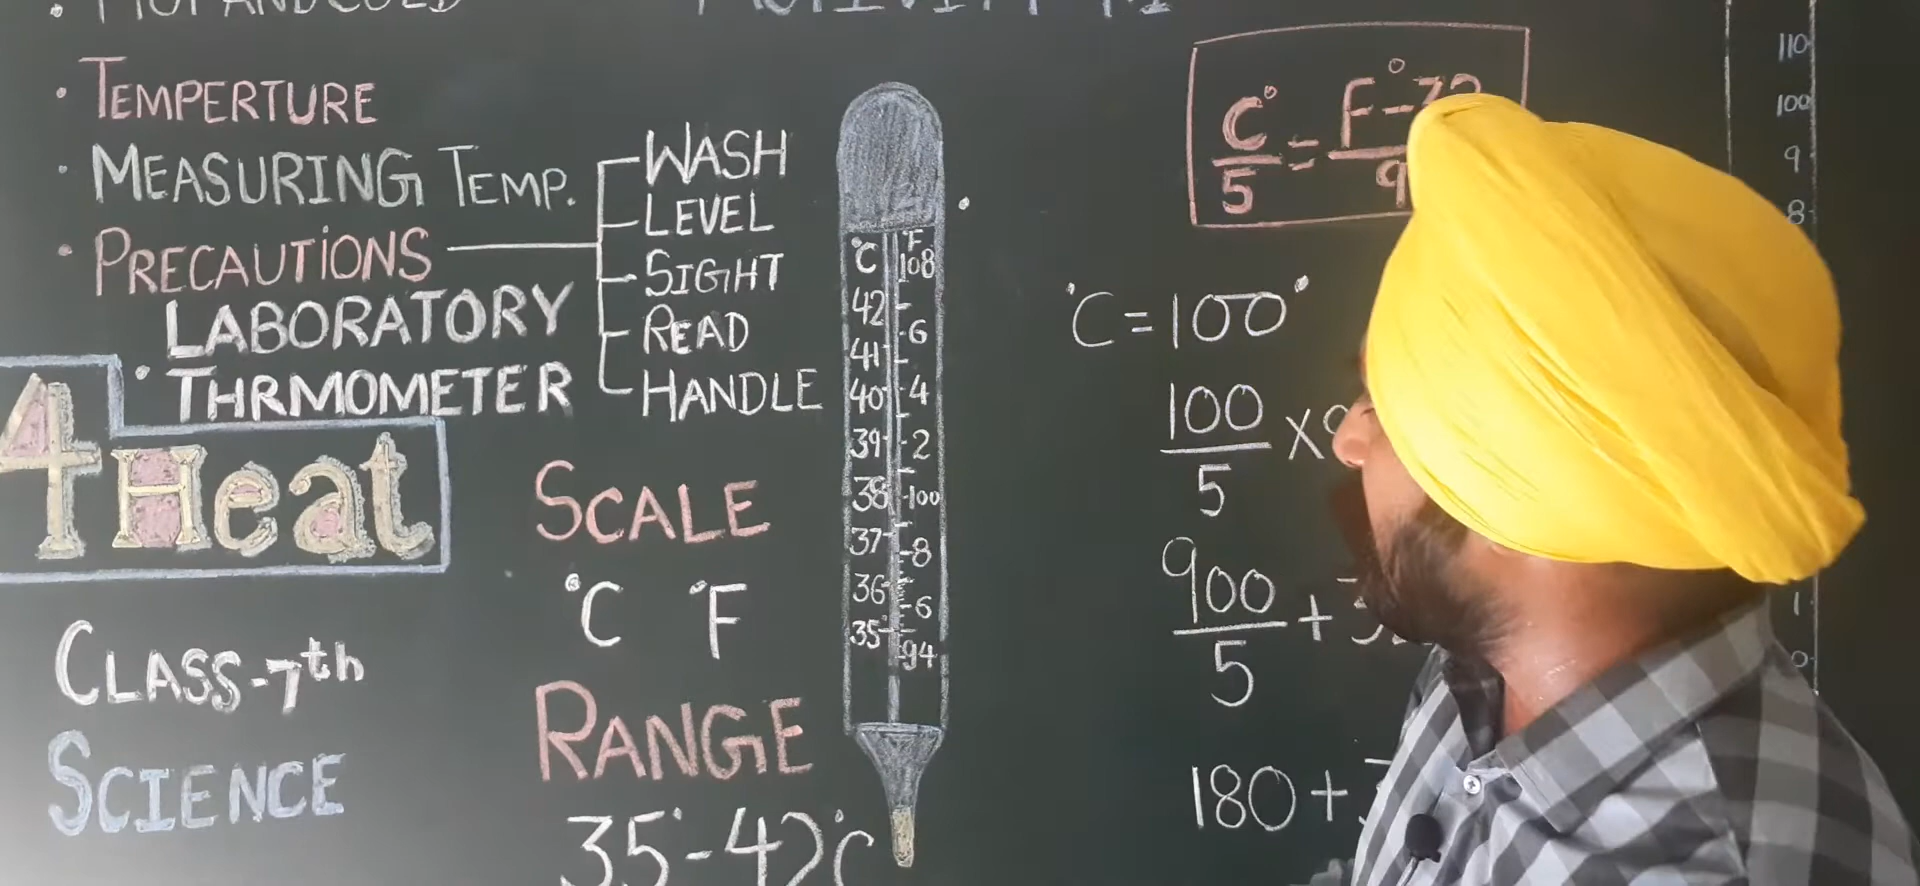 TEMPERTURE
MEASURING TEMP.
PRECAUTIONS
WASH
LEVEL
SIGHT
READ
HANDLE
LABORATORY
THRMOMETER
4 Heat
CLASS-7th
SCIENCE
SCALE
°C °F
RANGE
35°-42°C
°C °F
108
42
6
41
40 4
39 2
38 100
37
8
36
6
35
94
C°/5 = F°-
9
°C=100°
100/5 ×
900/5 +
180+
110
100
9
8
1
0